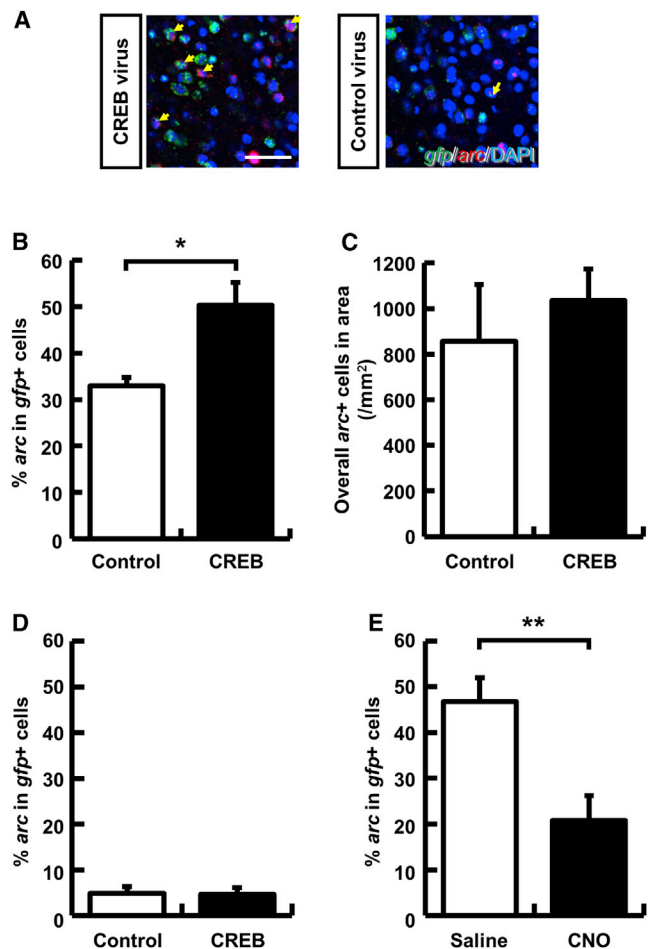 A
CREB virus
Control virus
gfp/arc/DAPI
B
60
50
40
30
20
10
0
% arc in gfp+ cells
*
Control
CREB
C
1200
1000
800
600
400
200
0
Overall arc+ cells in area
(/mm²)
Control
CREB
D
60
50
40
30
20
10
0
% arc in gfp+ cells
Control
CREB
E
60
50
40
30
20
10
0
% arc in gfp+ cells
**
Saline
CNO